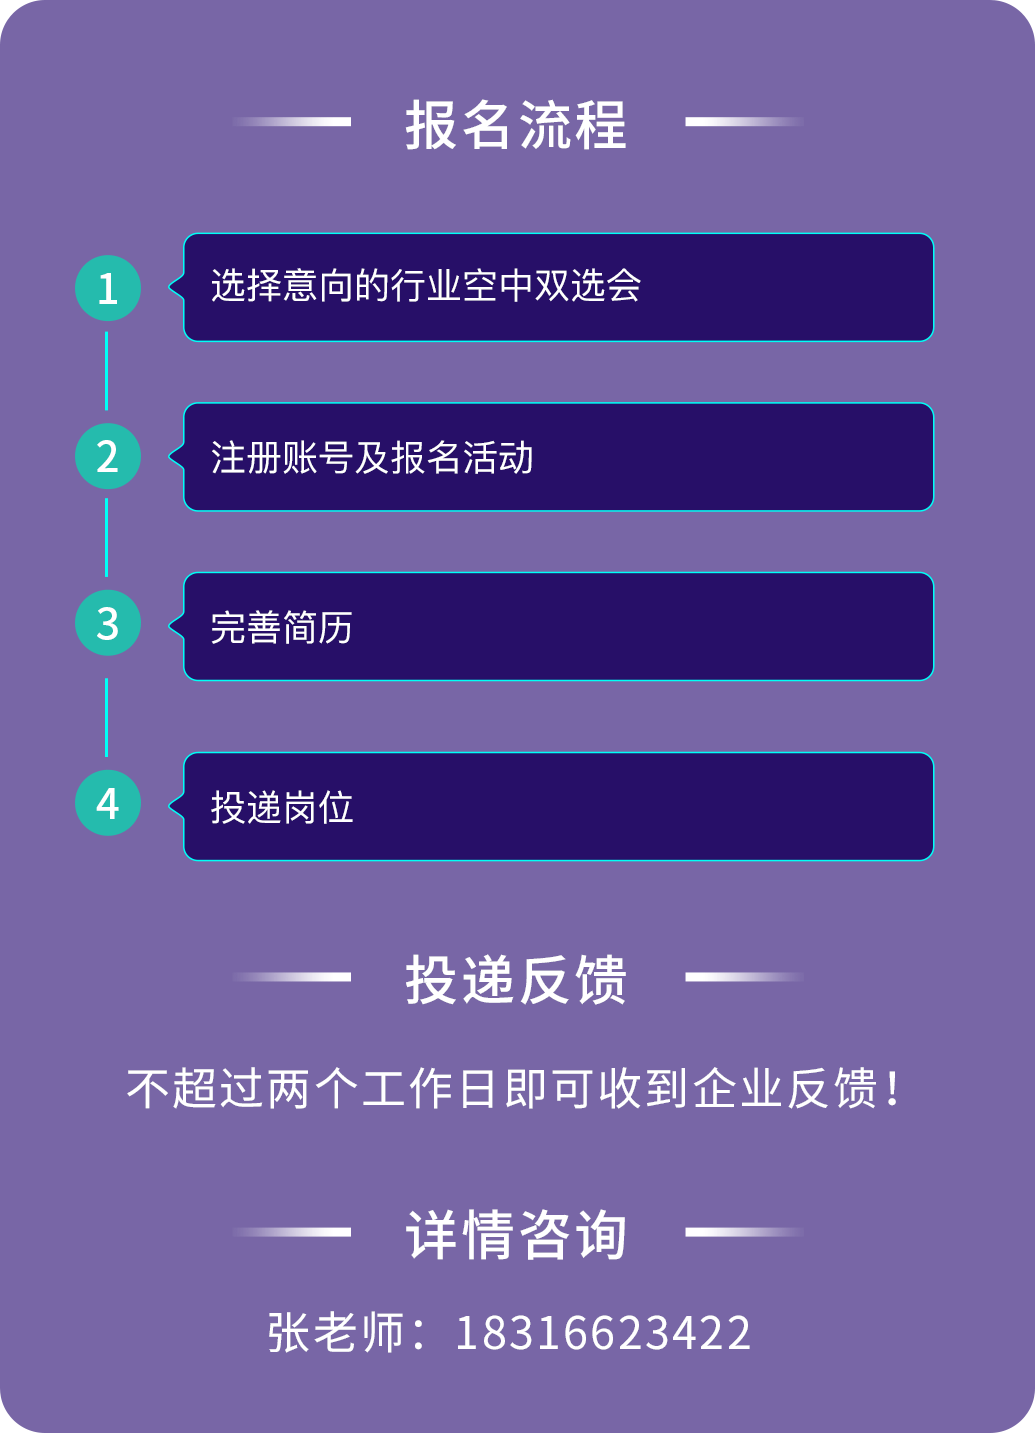 报名流程
1
选择意向的行业空中双选会
2
注册账号及报名活动
3
完善简历
4
投递岗位
投递反馈
不超过两个工作日即可收到企业反馈！
详情咨询
张老师：18316623422